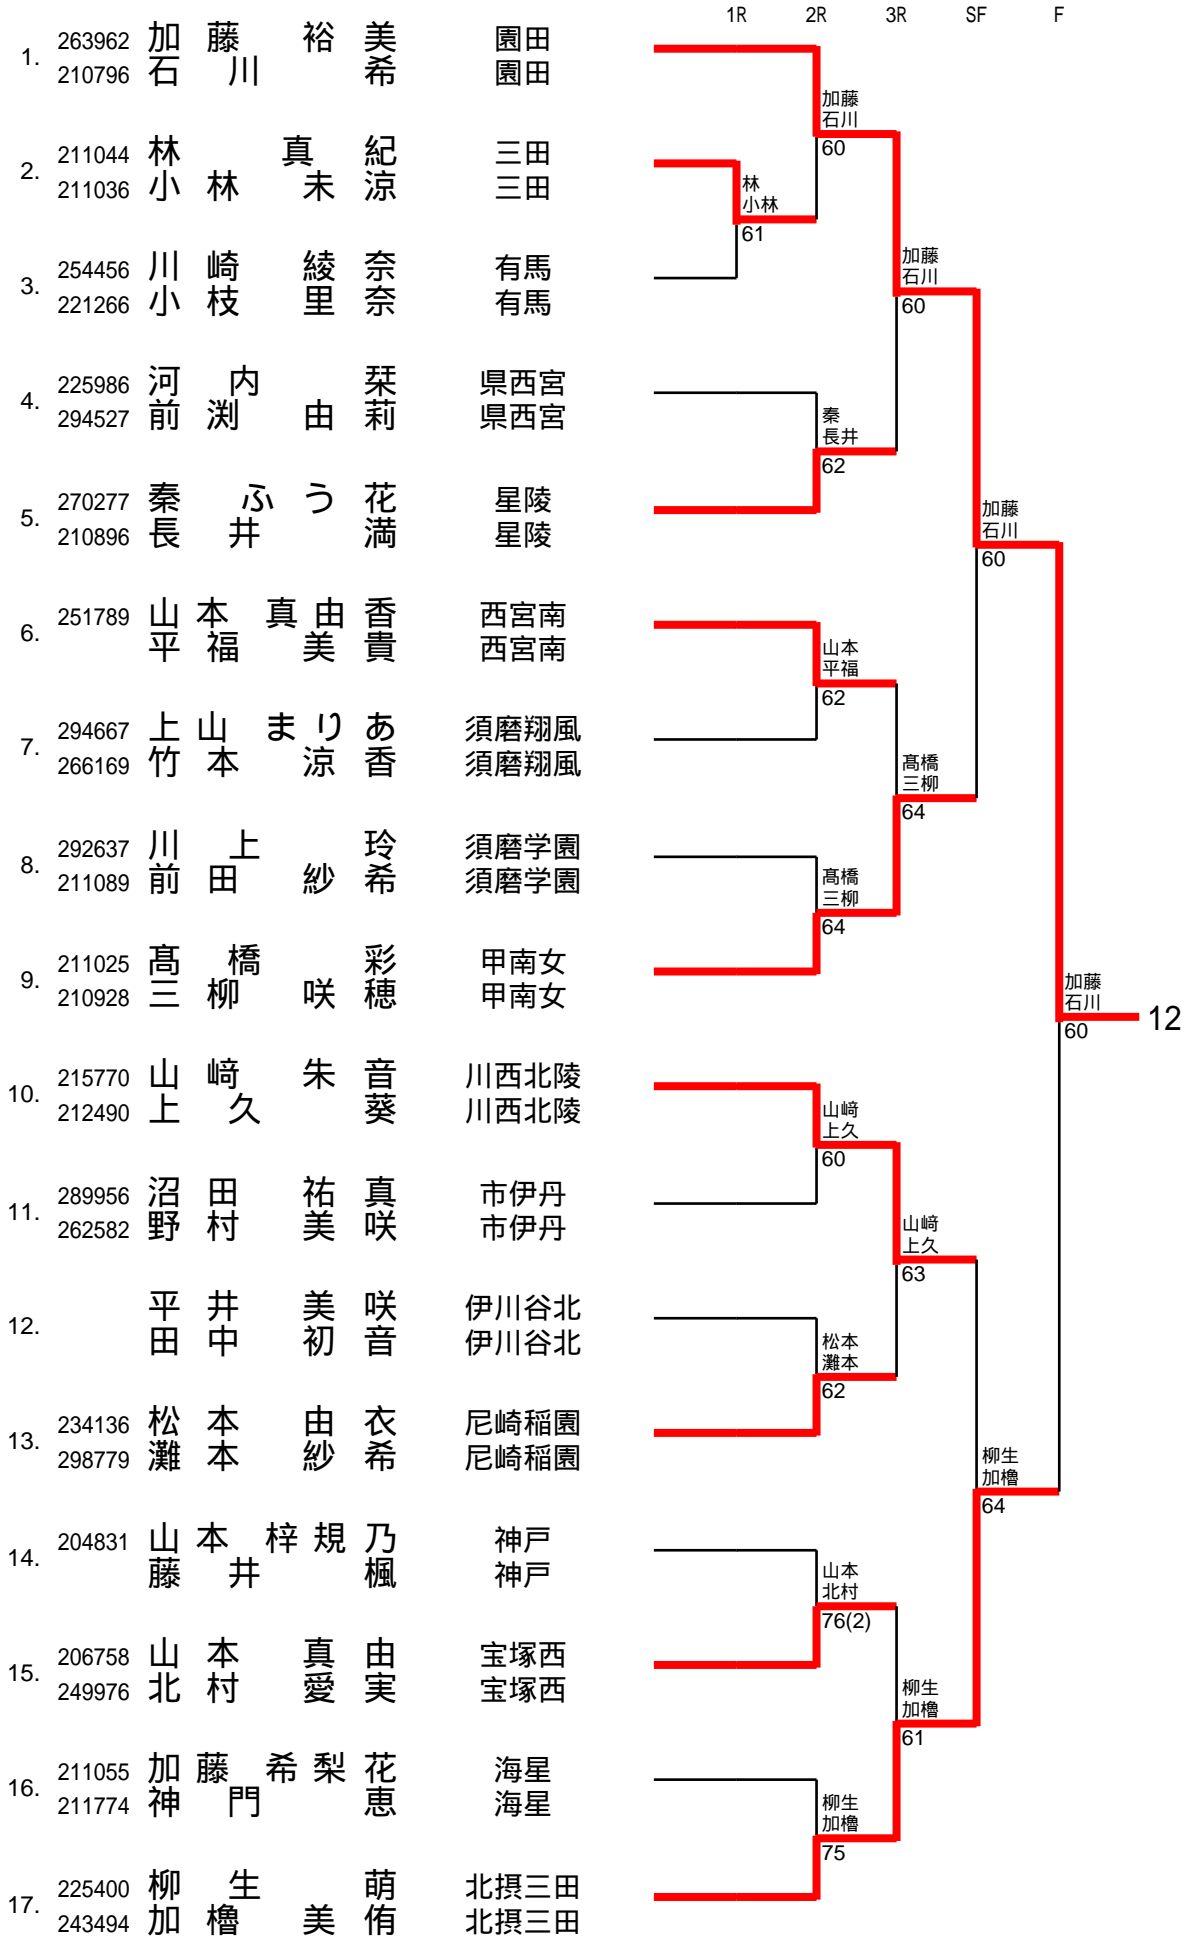 1R 2R 3R SF F
1. 263962 加藤 裕美 園田
210796 石川 希 園田
2. 211044 林 真紀 三田
211036 小林 未涼 三田
3. 254456 川崎 綾奈 有馬
221266 小枝 里奈 有馬
4. 225986 河内 栞 県西宮
294527 前渕 由莉 県西宮
5. 270277 秦 ふう花 星陵
210896 長井 満 星陵
6. 251789 山本 真由香 西宮南
平福 美貴 西宮南
7. 294667 上山 まりあ 須磨翔風
266169 竹本 涼香 須磨翔風
8. 292637 川上 玲 須磨学園
211089 前田 紗希 須磨学園
9. 211025 髙橋 彩 甲南女
210928 三柳 咲穂 甲南女
10. 215770 山﨑 朱音 川西北陵
212490 上久 葵 川西北陵
11. 289956 沼田 祐真 市伊丹
262582 野村 美咲 市伊丹
12. 平井 美咲 伊川谷北
田中 初音 伊川谷北
13. 234136 松本 由衣 尼崎稲園
298779 灘本 紗希 尼崎稲園
14. 204831 山本 梓規乃 神戸
藤井 楓 神戸
15. 206758 山本 真由 宝塚西
249976 北村 愛実 宝塚西
16. 211055 加藤 希梨花 海星
211774 神門 恵 海星
17. 225400 柳生 萌 北摂三田
243494 加櫓 美侑 北摂三田
林
小林
61
加藤
石川
60
秦
長井
62
山本
平福
62
髙橋
三柳
64
山﨑
上久
60
松本
灘本
62
山本
北村
76(2)
柳生
加櫓
75
加藤
石川
60
髙橋
三柳
64
山﨑
上久
63
柳生
加櫓
61
加藤
石川
60
柳生
加櫓
64
加藤
石川
60
12